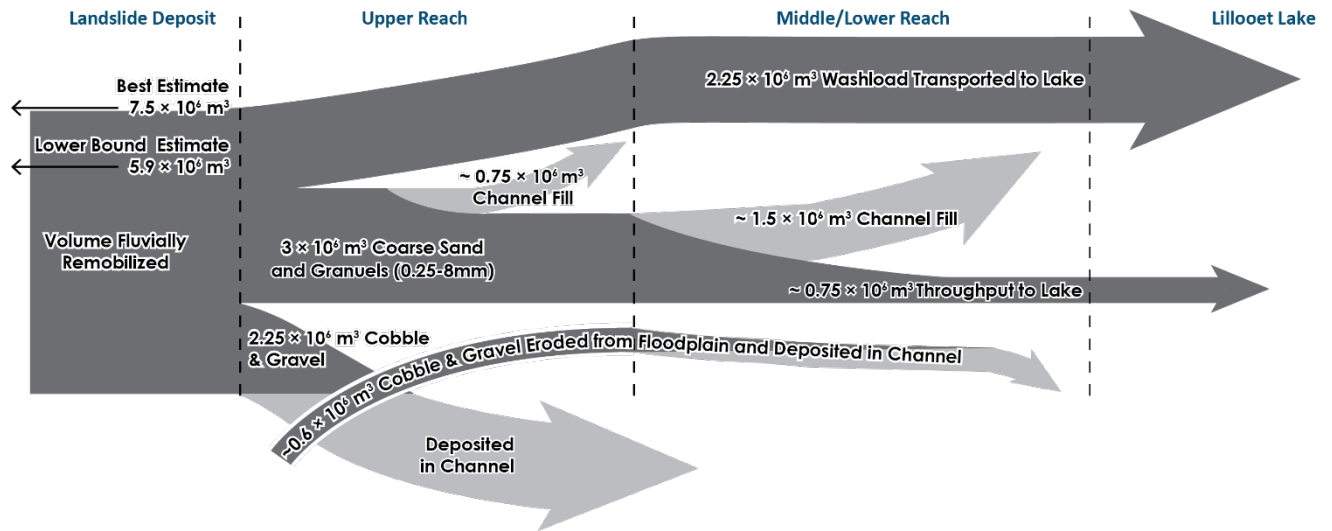 Landslide Deposit
Upper Reach
Middle/Lower Reach
Lillooet Lake
Best Estimate
7.5 × 10⁶ m³
Lower Bound Estimate
5.9 × 10⁶ m³
Volume Fluvially
Remobilized
2.25 × 10⁶ m³ Washload Transported to Lake
~ 0.75 × 10⁶ m³
Channel Fill
~ 1.5 × 10⁶ m³ Channel Fill
3 × 10⁶ m³ Coarse Sand
and Granuels (0.25-8mm)
~ 0.75 × 10⁶ m³ Throughput to Lake
2.25 × 10⁶ m³ Cobble
& Gravel
~0.6 × 10⁶ m³ Cobble & Gravel Eroded from Floodplain and Deposited in Channel
Deposited
in Channel